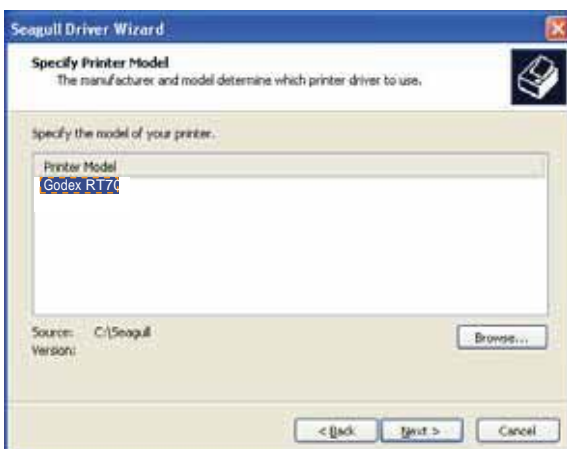 Seagull Driver Wizard
Specify Printer Model
The manufacturer and model determine which printer driver to use.
Specify the model of your printer.
Printer Model
Godex RT70
Source: C:\Seagull
Browse...
Version:
< Back
Next >
Cancel